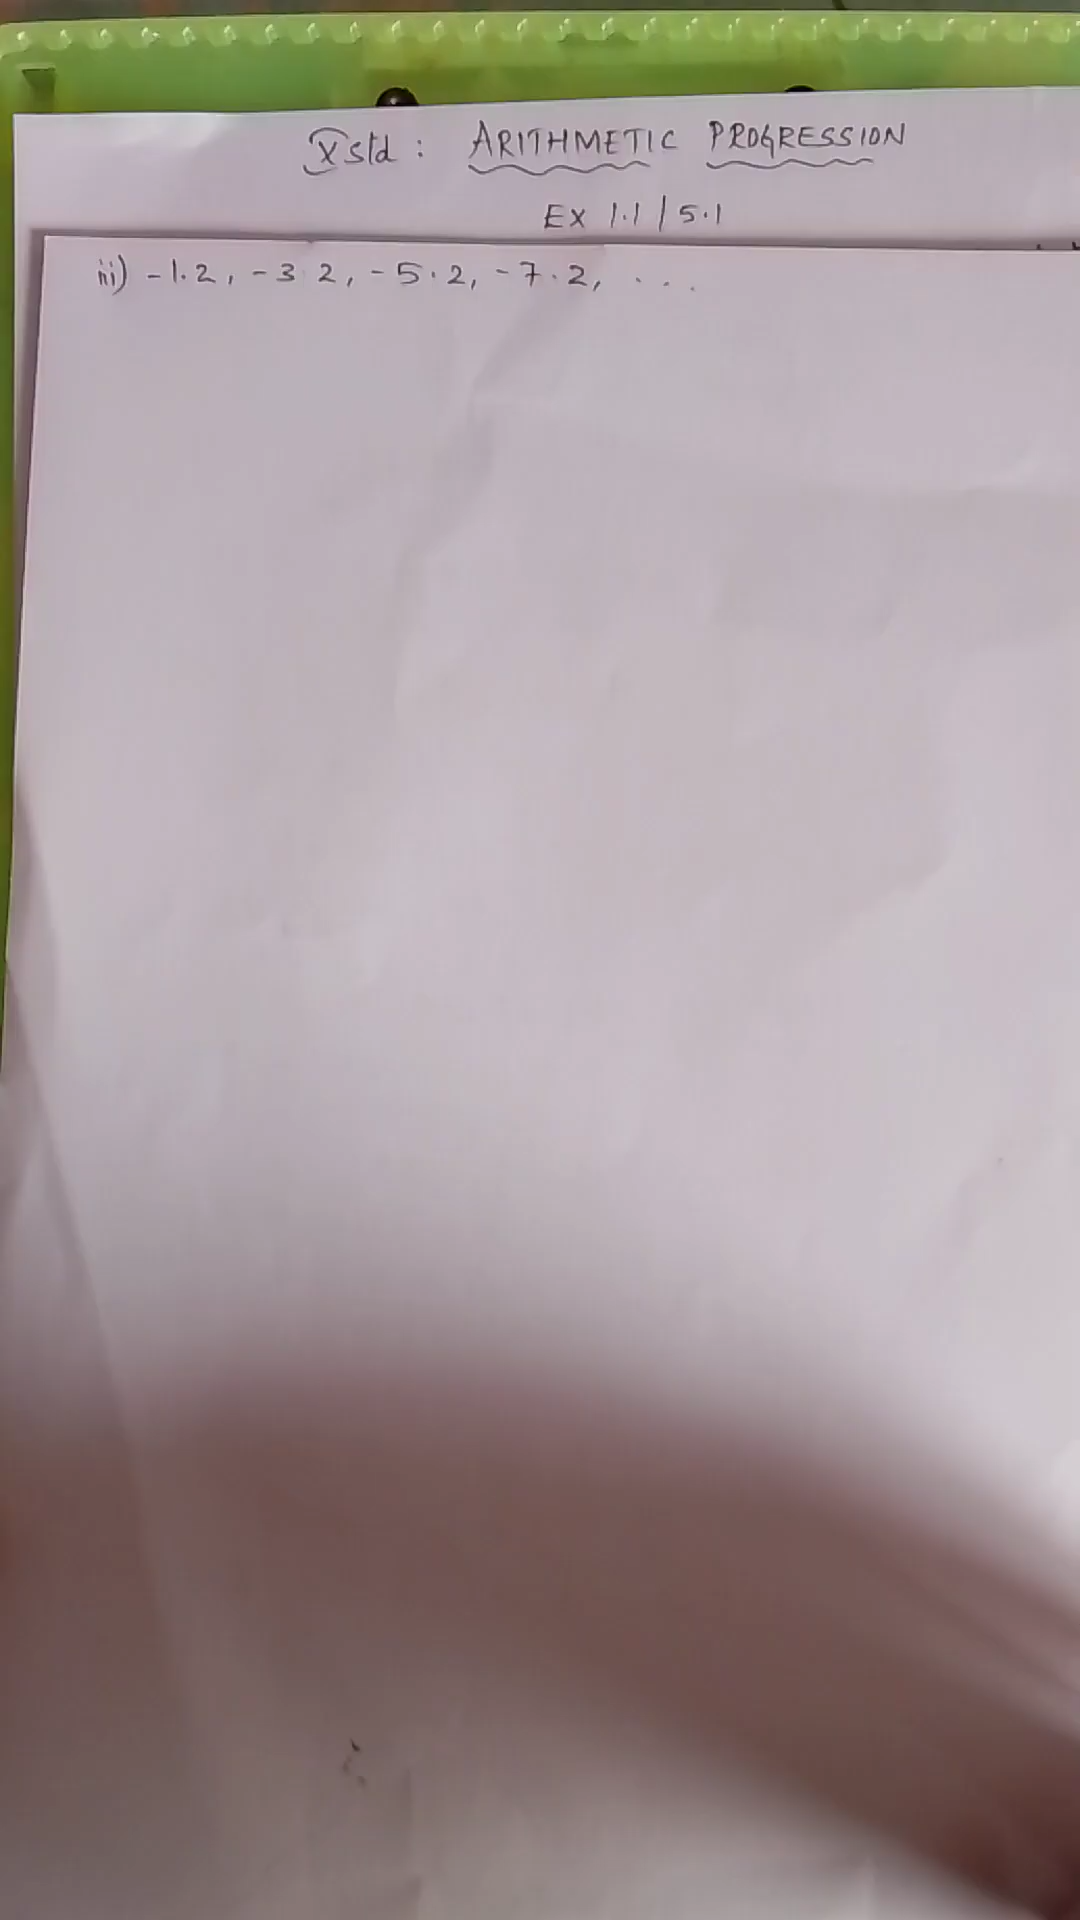 X std : ARITHMETIC PROGRESSION
Ex 1.1 / 5.1
iii) -1.2, -3.2, -5.2, -7.2, ...